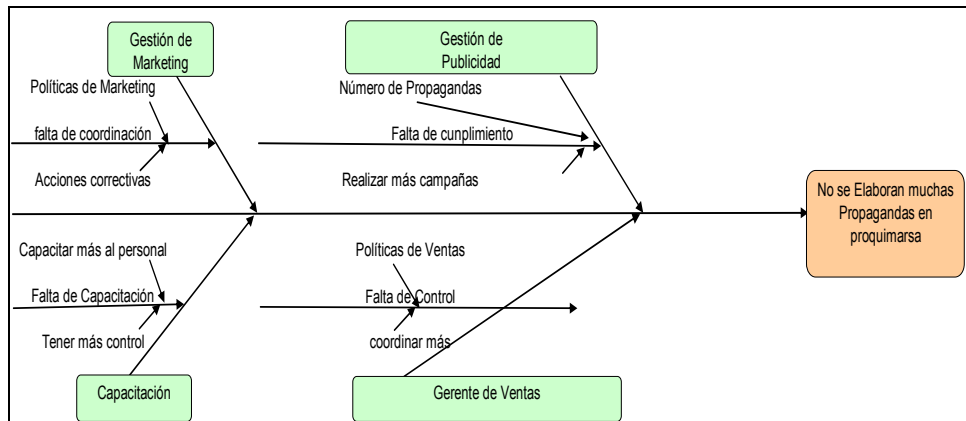 Gestión de
Marketing
Gestión de
Publicidad
Políticas de Marketing
Número de Propagandas
falta de coordinación
Falta de cunplimiento
Acciones correctivas
Realizar más campañas
No se Elaboran muchas
Propagandas en
proquimarsa
Capacitar más al personal
Políticas de Ventas
Falta de Capacitación
Falta de Control
Tener más control
coordinar más
Capacitación
Gerente de Ventas